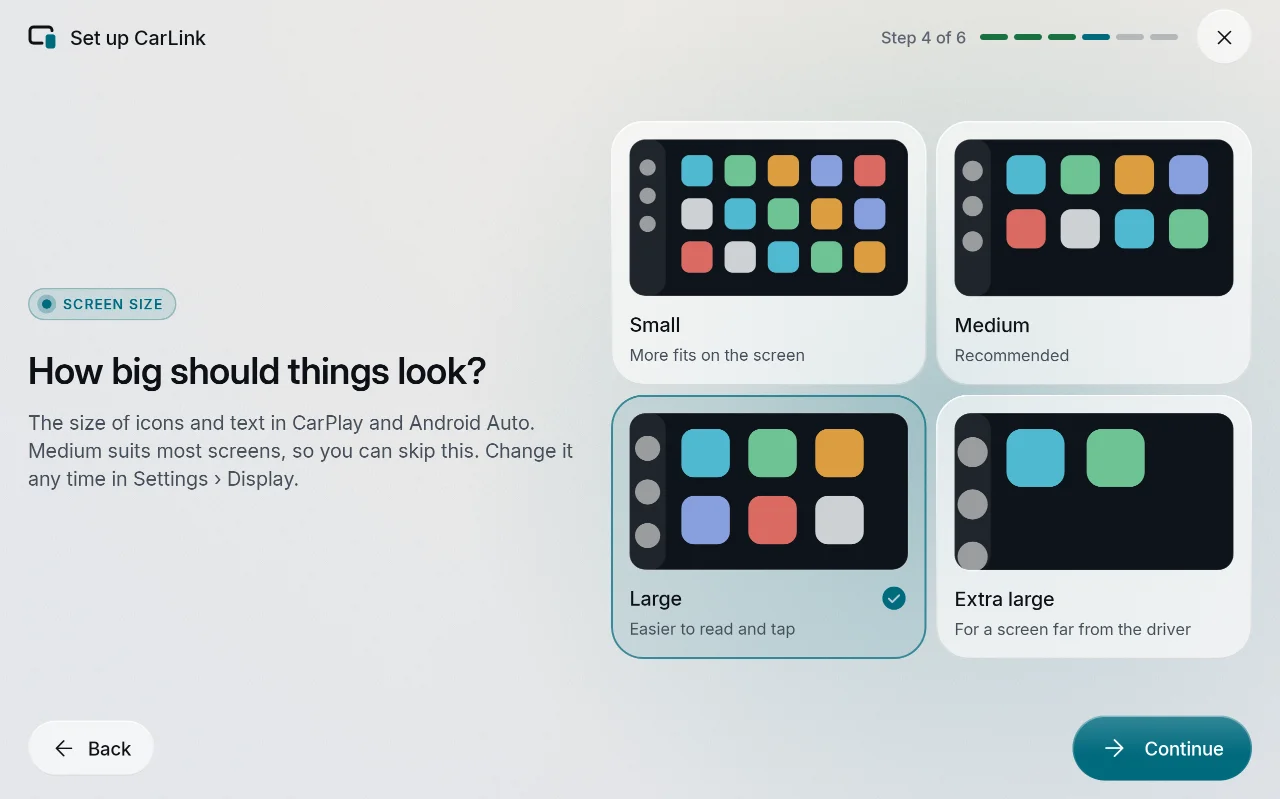 Set up CarLink
Step 4 of 6
SCREEN SIZE
How big should things look?
The size of icons and text in CarPlay and Android Auto.
Medium suits most screens, so you can skip this. Change it
any time in Settings › Display.
Small
More fits on the screen
Medium
Recommended
Large
Easier to read and tap
Extra large
For a screen far from the driver
Back
Continue